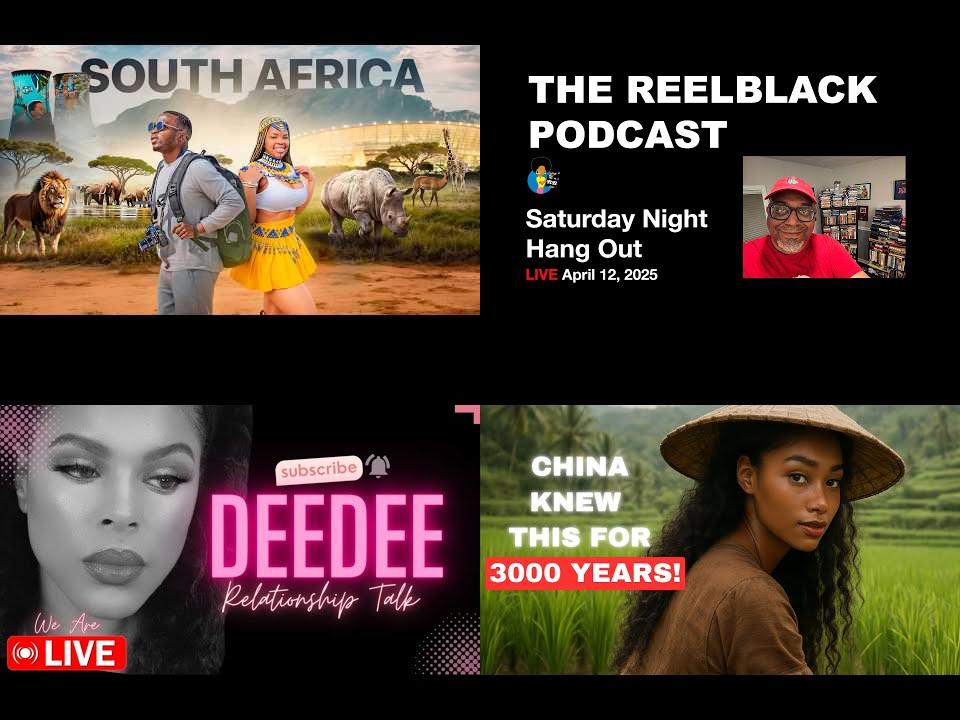 SOUTH AFRICA
THE REELBLACK
PODCAST
Saturday Night
Hang Out
LIVE April 12, 2025
subscribe
DEEDEE
Relationship Talk
We Are
LIVE
CHINA
KNEW
THIS FOR
3000 YEARS!